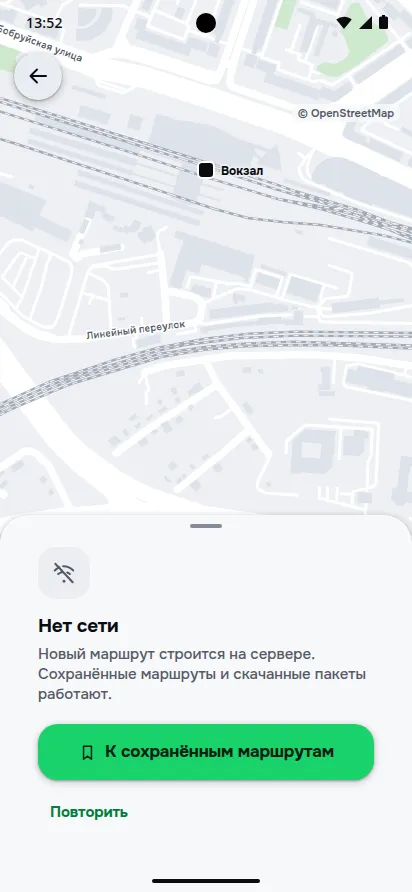 13:52
Бобруйская улица
© OpenStreetMap
Вокзал
Линейный переулок
Нет сети
Новый маршрут строится на сервере.
Сохранённые маршруты и скачанные пакеты
работают.
К сохранённым маршрутам
Повторить